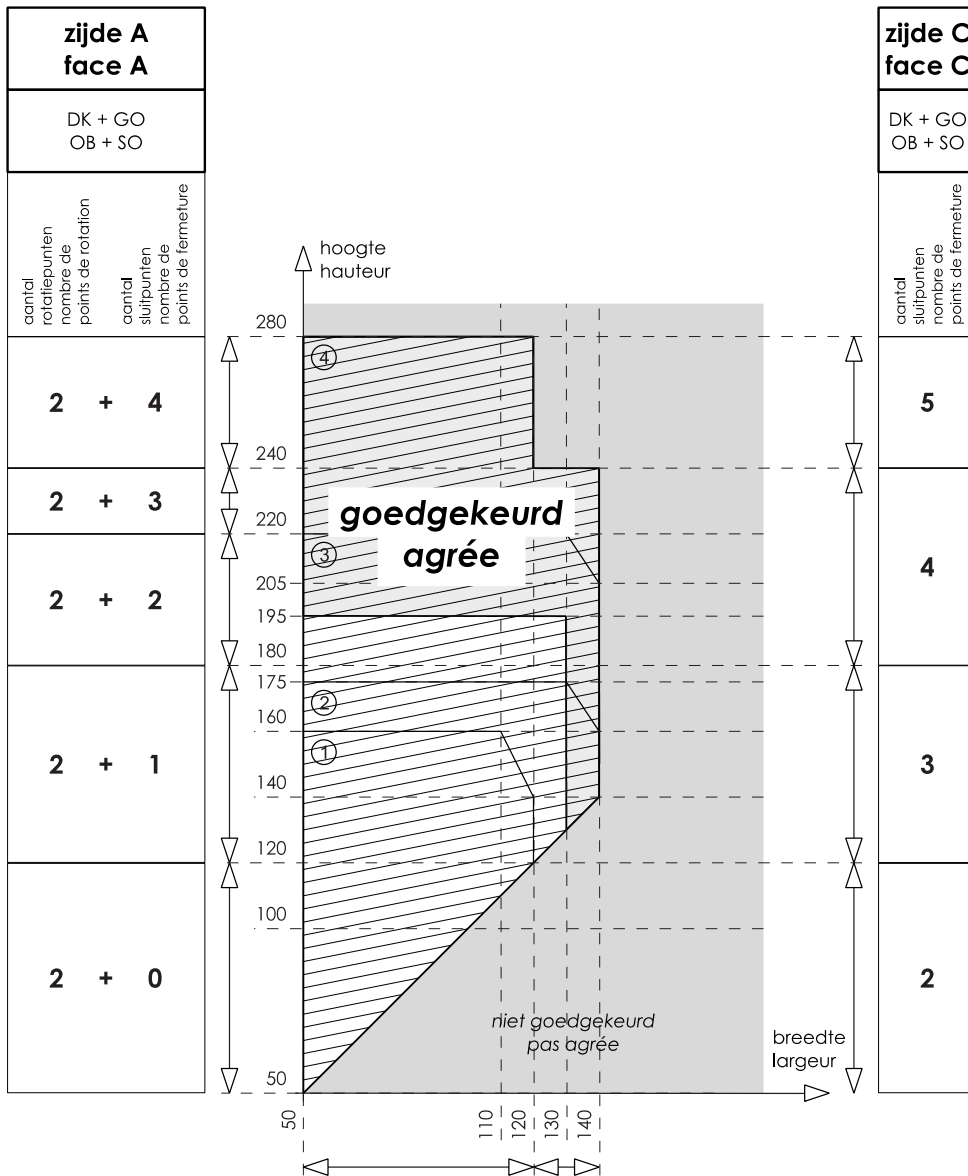 zijde A
face A
DK + GO
OB + SO
aantal
rotatiepunten
nombre de
points de rotation
aantal
sluitpunten
nombre de
points de fermeture
2 + 4
2 + 3
2 + 2
2 + 1
2 + 0
hoogte
hauteur
280
240
220
205
195
180
175
160
140
120
100
50
4
goedgekeurd
agrée
3
2
1
niet goedgekeurd
pas agrée
breedte
largeur
50
110
120
130
140
zijde C
face C
DK + GO
OB + SO
aantal
sluitpunten
nombre de
points de fermeture
5
4
3
2